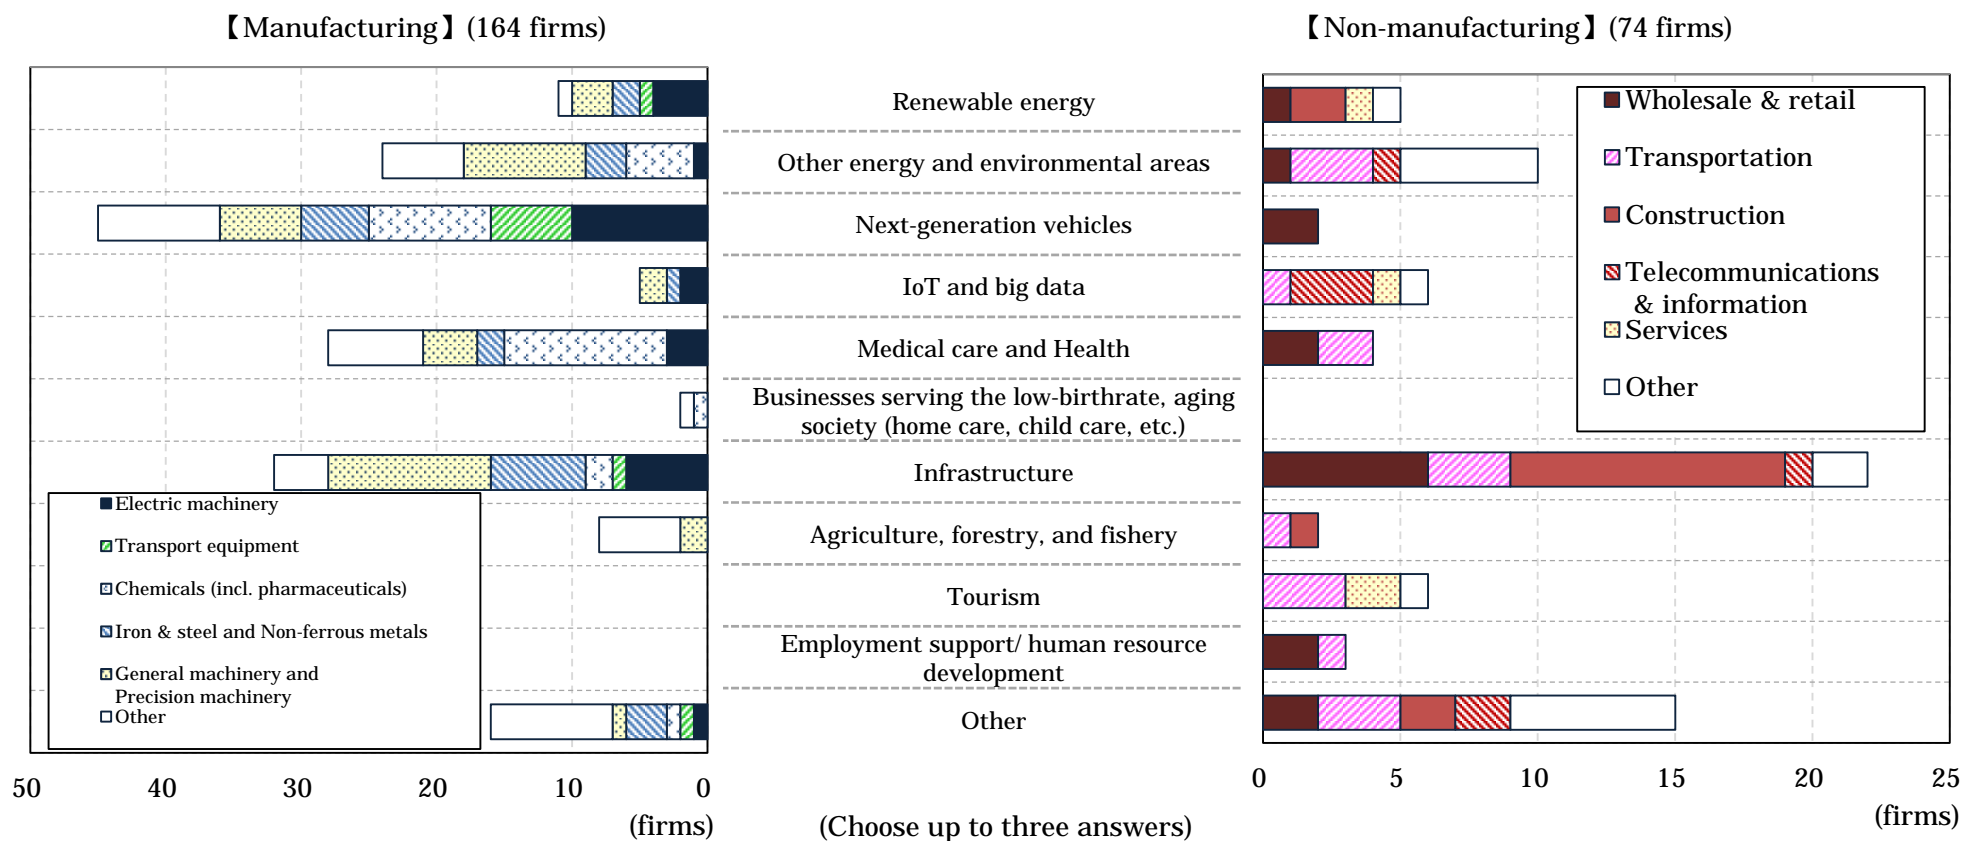 【Manufacturing】(164 firms)
【Non-manufacturing】(74 firms)
Renewable energy
Other energy and environmental areas
Next-generation vehicles
IoT and big data
Medical care and Health
Businesses serving the low-birthrate, aging
society (home care, child care, etc.)
Infrastructure
Agriculture, forestry, and fishery
Tourism
Employment support/ human resource
development
Other
Electric machinery
Transport equipment
Chemicals (incl. pharmaceuticals)
Iron & steel and Non-ferrous metals
General machinery and
Precision machinery
Other
50 40 30 20 10 0
(firms)
(Choose up to three answers)
Wholesale & retail
Transportation
Construction
Telecommunications
& information
Services
Other
0 5 10 15 20 25
(firms)